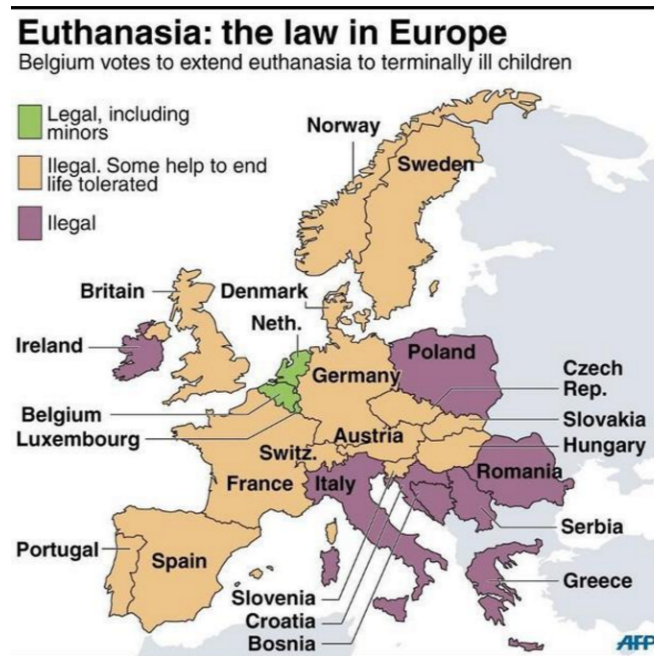 Euthanasia: the law in Europe
Belgium votes to extend euthanasia to terminally ill children
Legal, including
minors
Ilegal. Some help to end
life tolerated
Ilegal
Norway
Sweden
Britain
Denmark
Neth.
Ireland
Poland
Germany
Czech
Rep.
Belgium
Slovakia
Luxembourg
Austria
Hungary
Switz.
Romania
France
Italy
Serbia
Portugal
Spain
Greece
Slovenia
Croatia
Bosnia
AFP